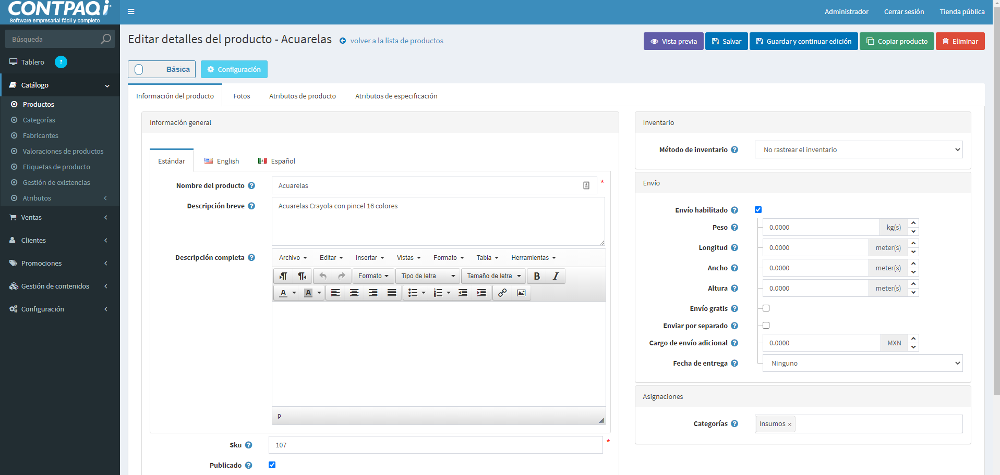 CONTPAQi
Software empresarial fácil y completo
Administrador
Cerrar sesión
Tienda pública
Búsqueda
Tablero
?
Catálogo
Productos
Categorías
Fabricantes
Valoraciones de productos
Etiquetas de producto
Gestión de existencias
Atributos
Ventas
Clientes
Promociones
Gestión de contenidos
Configuración
Editar detalles del producto - Acuarelas
volver a la lista de productos
Vista previa
Salvar
Guardar y continuar edición
Copiar producto
Eliminar
Básica
Configuración
Información del producto
Fotos
Atributos de producto
Atributos de especificación
Información general
Estándar
English
Español
Nombre del producto ?
Acuarelas
*
Descripción breve ?
Acuarelas Crayola con pincel 16 colores
Descripción completa ?
Archivo
Editar
Insertar
Vistas
Formato
Tabla
Herramientas
Formato
Tipo de letra
Tamaño de letra
B
I
A
A
p
Sku ?
107
*
Publicado ?
Inventario
Método de inventario ?
No rastrear el inventario
Envío
Envío habilitado ?
Peso ?
0.0000
kg(s)
Longitud ?
0.0000
meter(s)
Ancho ?
0.0000
meter(s)
Altura ?
0.0000
meter(s)
Envío gratis ?
Enviar por separado ?
Cargo de envío adicional ?
0.0000
MXN
Fecha de entrega ?
Ninguno
Asignaciones
Categorías ?
Insumos ×